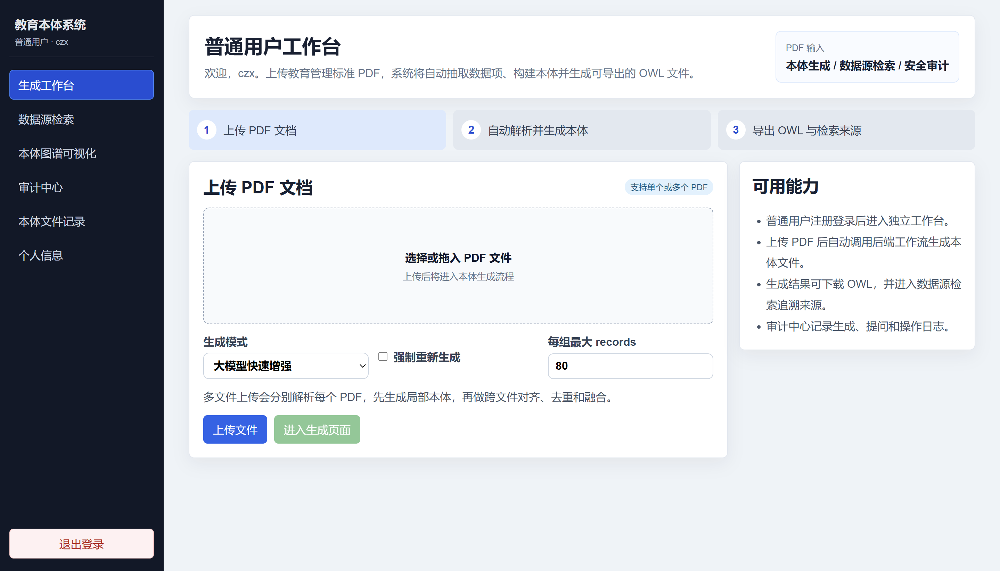 教育本体系统
普通用户 · czx
生成工作台
数据源检索
本体图谱可视化
审计中心
本体文件记录
个人信息
退出登录
普通用户工作台
欢迎，czx。上传教育管理标准 PDF，系统将自动抽取数据项、构建本体并生成可导出的 OWL 文件。
PDF 输入
本体生成 / 数据源检索 / 安全审计
1 上传 PDF 文档
2 自动解析并生成本体
3 导出 OWL 与检索来源
上传 PDF 文档
支持单个或多个 PDF
选择或拖入 PDF 文件
上传后将进入本体生成流程
生成模式
大模型快速增强
强制重新生成
每组最大 records
80
多文件上传会分别解析每个 PDF，先生成局部本体，再做跨文件对齐、去重和融合。
上传文件
进入生成页面
可用能力
普通用户注册登录后进入独立工作台。
上传 PDF 后自动调用后端工作流生成本
体文件。
生成结果可下载 OWL，并进入数据源检
索追溯来源。
审计中心记录生成、提问和操作日志。